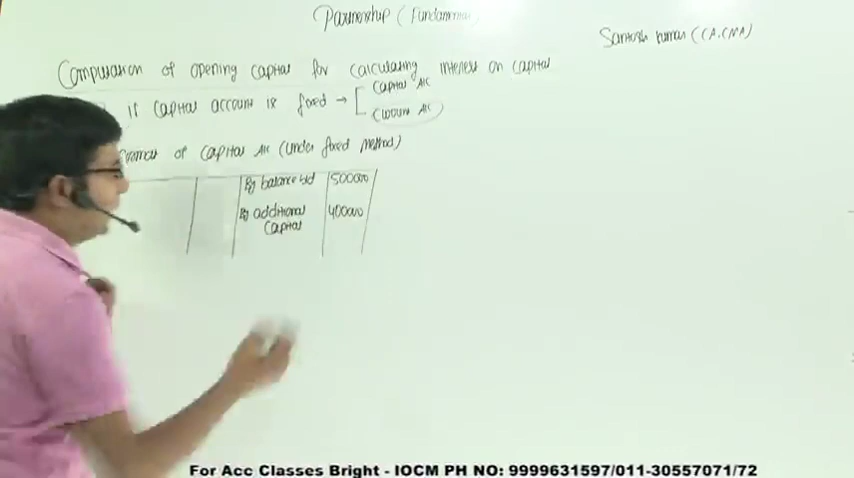 Partnership (Fundamental
Santosh Kumar (CA.CMA)
Computation of opening capital for calculating interest on capital
If capital account is fixed → Capital A/c
Current A/c
Format of capital A/c (under fixed method)
By balance b/d 500000
By additional 400000
Capital
For Acc Classes Bright - IOCM PH NO: 9999631597/011-30557071/72